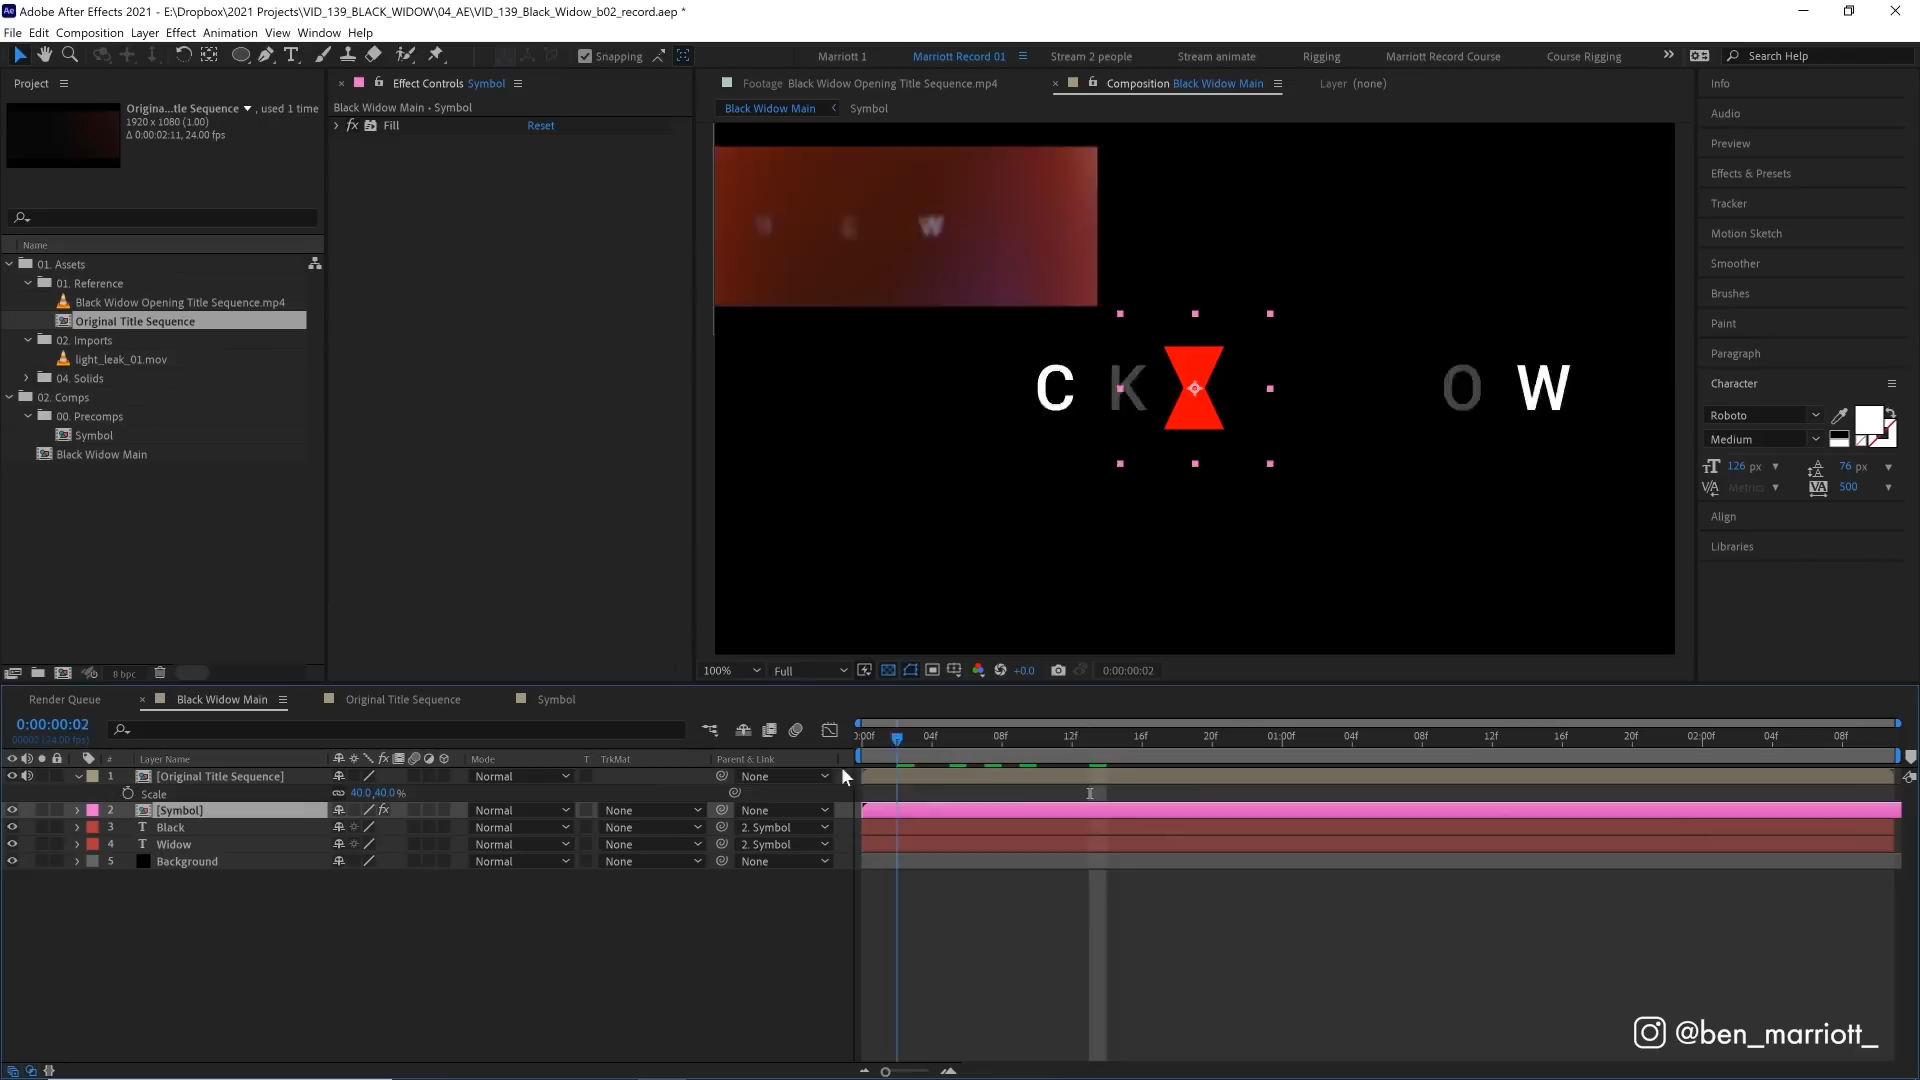 Ae Adobe After Effects 2021 - E:\Dropbox\2021 Projects\VID_139_BLACK_WIDOW\04_AE\VID_139_Black_Widow_b02_record.aep *
File Edit Composition Layer Effect Animation View Window Help
Snapping
Marriott 1 Marriott Record 01 Stream 2 people Stream animate Rigging Marriott Record Course Course Rigging
Search Help
Project
Origina...tle Sequence , used 1 time
1920 x 1080 (1.00)
Δ 0:00:02:11, 24.00 fps
Name
01. Assets
01. Reference
Black Widow Opening Title Sequence.mp4
Original Title Sequence
02. Imports
light_leak_01.mov
04. Solids
02. Comps
00. Precomps
Symbol
Black Widow Main
8 bpc
Effect Controls Symbol
Black Widow Main • Symbol
fx Fill Reset
Footage Black Widow Opening Title Sequence.mp4
Composition Black Widow Main
Layer (none)
Black Widow Main Symbol
W
C K O W
100% Full +0.0 0:00:00:02
Info
Audio
Preview
Effects & Presets
Tracker
Motion Sketch
Smoother
Brushes
Paint
Paragraph
Character
Roboto
Medium
126 px 76 px
Metrics 500
Align
Libraries
Render Queue Black Widow Main Original Title Sequence Symbol
0:00:00:02
00002 (24.00 fps)
# Layer Name Mode T TrkMat Parent & Link
1 [Original Title Sequence] Normal None
Scale 40.0,40.0%
2 [Symbol] fx Normal None None
3 T Black Normal None 2. Symbol
4 T Widow Normal None 2. Symbol
5 Background Normal None None
0:00f 04f 08f 12f 16f 20f 01:00f 04f 08f 12f 16f 20f 02:00f 04f 08f
@ben_marriott_